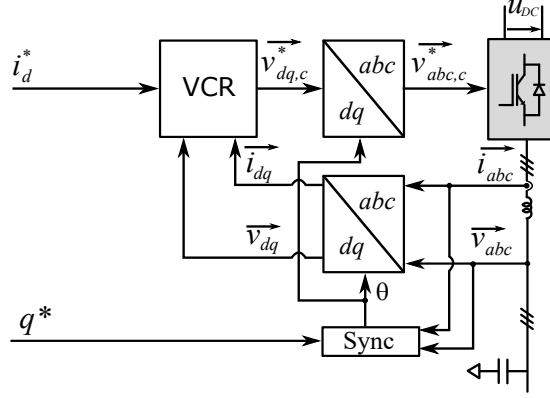 u_DC
i_d^*
VCR
v_dq,c^*
abc
dq
v_abc,c^*
i_dq
i_abc
abc
v_dq
dq
v_abc
θ
q*
Sync